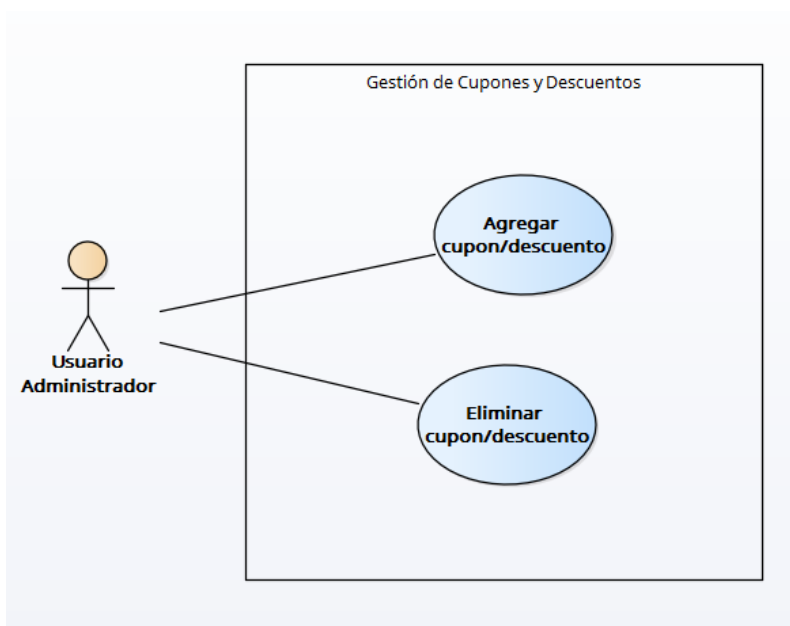 Gestión de Cupones y Descuentos
Agregar
cupon/descuento
Usuario
Administrador
Eliminar
cupon/descuento